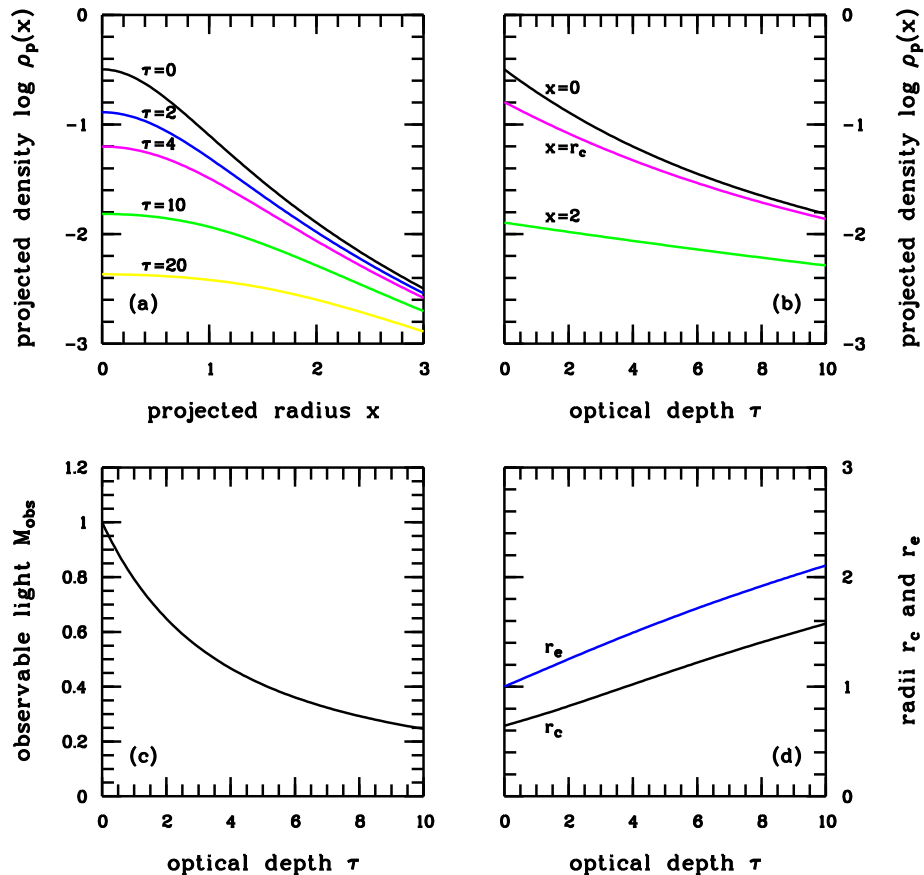 projected density log ρp(x)
0
-1
-2
-3
τ=0
τ=2
τ=4
τ=10
τ=20
(a)
0
1
2
3
projected radius x
0
-1
-2
-3
projected density log ρp(x)
x=0
x=rc
x=2
(b)
0
2
4
6
8
10
optical depth τ
observable light Mobs
1.2
1
0.8
0.6
0.4
0.2
0
(c)
0
2
4
6
8
10
optical depth τ
3
2
1
0
radii rc and re
re
rc
(d)
0
2
4
6
8
10
optical depth τ